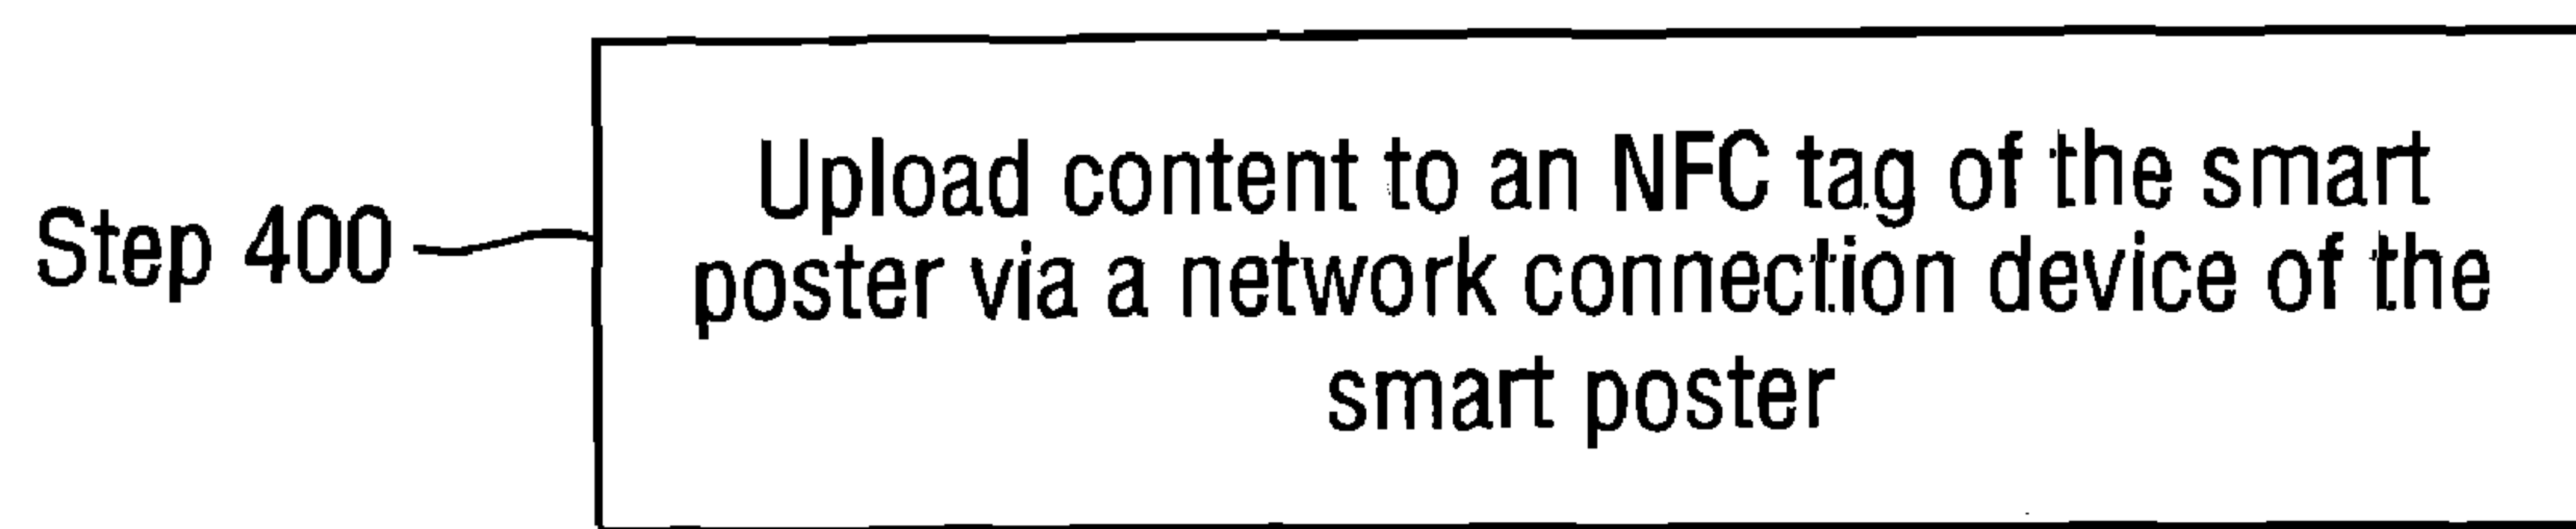 Step 400
Upload content to an NFC tag of the smart
poster via a network connection device of the
smart poster